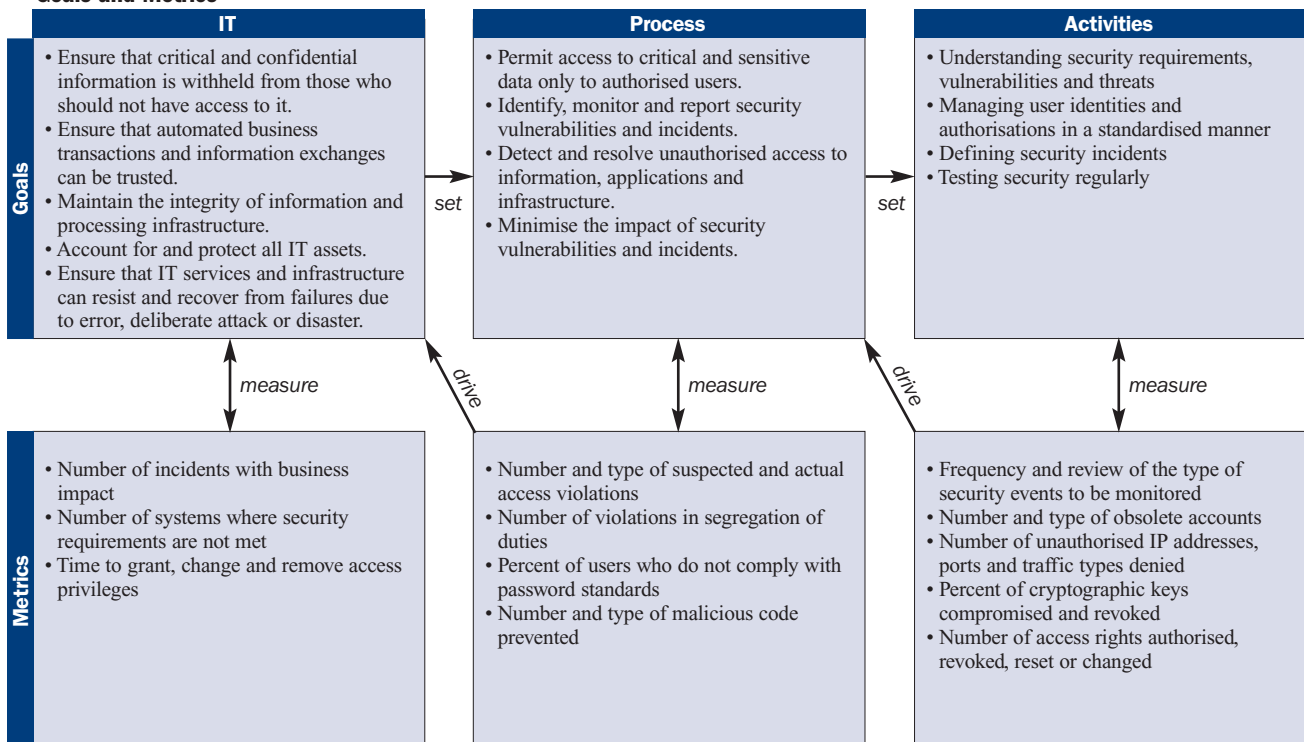 Goals and Metrics
IT
Process
Activities
Goals
• Ensure that critical and confidential
information is withheld from those who
should not have access to it.
• Ensure that automated business
transactions and information exchanges
can be trusted.
• Maintain the integrity of information and
processing infrastructure.
• Account for and protect all IT assets.
• Ensure that IT services and infrastructure
can resist and recover from failures due
to error, deliberate attack or disaster.
set
• Permit access to critical and sensitive
data only to authorised users.
• Identify, monitor and report security
vulnerabilities and incidents.
• Detect and resolve unauthorised access to
information, applications and
infrastructure.
• Minimise the impact of security
vulnerabilities and incidents.
set
• Understanding security requirements,
vulnerabilities and threats
• Managing user identities and
authorisations in a standardised manner
• Defining security incidents
• Testing security regularly
measure
drive
measure
drive
measure
Metrics
• Number of incidents with business
impact
• Number of systems where security
requirements are not met
• Time to grant, change and remove access
privileges
• Number and type of suspected and actual
access violations
• Number of violations in segregation of
duties
• Percent of users who do not comply with
password standards
• Number and type of malicious code
prevented
• Frequency and review of the type of
security events to be monitored
• Number and type of obsolete accounts
• Number of unauthorised IP addresses,
ports and traffic types denied
• Percent of cryptographic keys
compromised and revoked
• Number of access rights authorised,
revoked, reset or changed